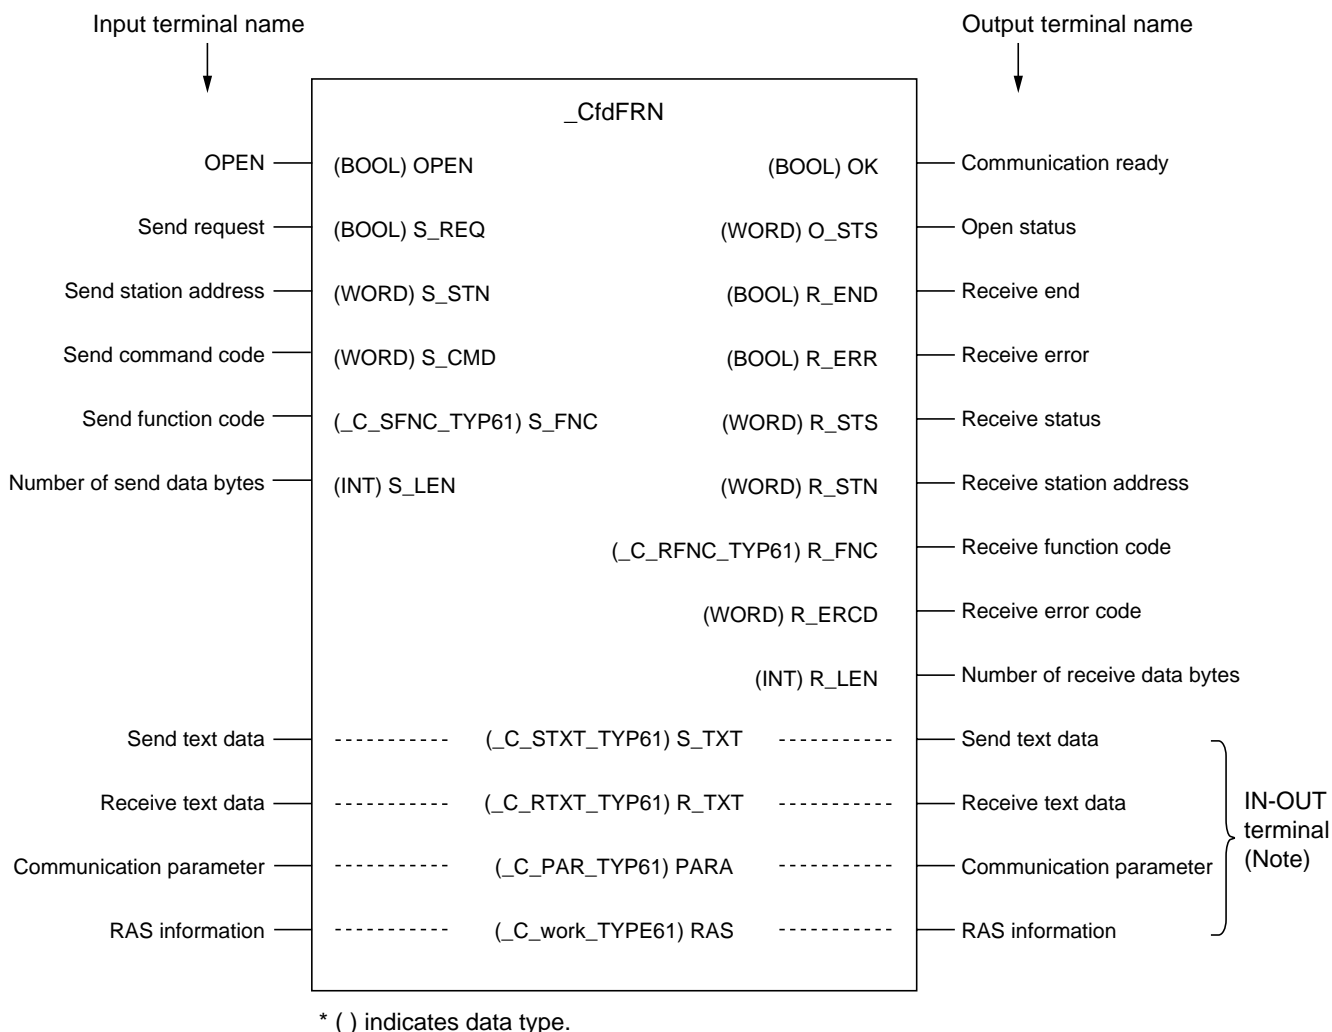 Input terminal name
Output terminal name
_CfdFRN
OPEN (BOOL) OPEN (BOOL) OK Communication ready
Send request (BOOL) S_REQ (WORD) O_STS Open status
Send station address (WORD) S_STN (BOOL) R_END Receive end
Send command code (WORD) S_CMD (BOOL) R_ERR Receive error
Send function code (_C_SFNC_TYP61) S_FNC (WORD) R_STS Receive status
Number of send data bytes (INT) S_LEN (WORD) R_STN Receive station address
(_C_RFNC_TYP61) R_FNC Receive function code
(WORD) R_ERCD Receive error code
(INT) R_LEN Number of receive data bytes
Send text data (_C_STXT_TYP61) S_TXT Send text data
Receive text data (_C_RTXT_TYP61) R_TXT Receive text data
Communication parameter (_C_PAR_TYP61) PARA Communication parameter
RAS information (_C_work_TYPE61) RAS RAS information
IN-OUT
terminal
(Note)
* ( ) indicates data type.